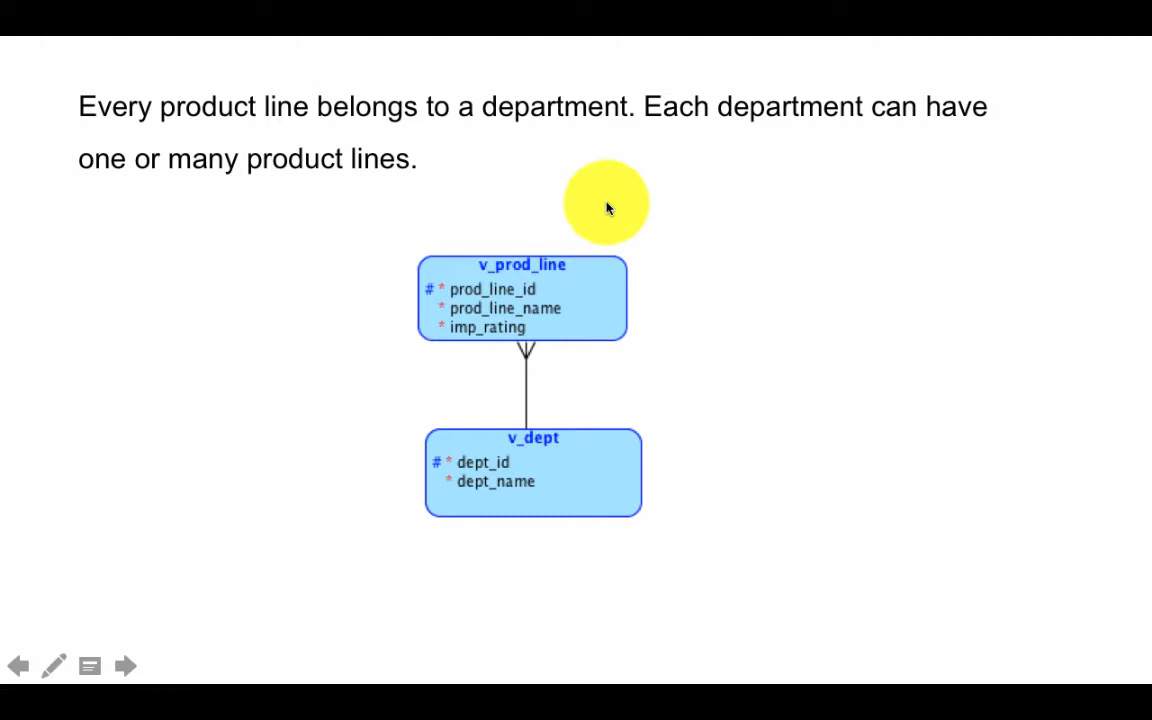 Every product line belongs to a department. Each department can have
one or many product lines.
v_prod_line
# * prod_line_id
* prod_line_name
* imp_rating
v_dept
# * dept_id
* dept_name